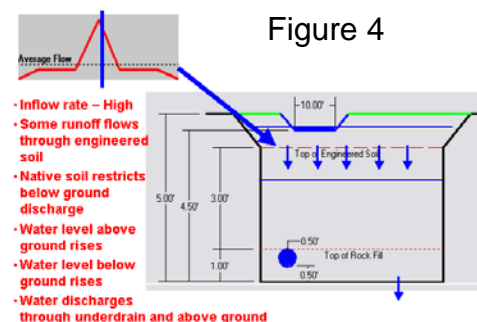 Figure 4
Average Flow
• Inflow rate – High
• Some runoff flows
through engineered
soil
• Native soil restricts
below ground
discharge
• Water level above
ground rises
• Water level below
ground rises
• Water discharges
through underdrain and above ground
10.00'
Top of Engineered Soil
5.00'
4.50'
3.00'
0.50'
Top of Rock Fill
1.00'
0.50'